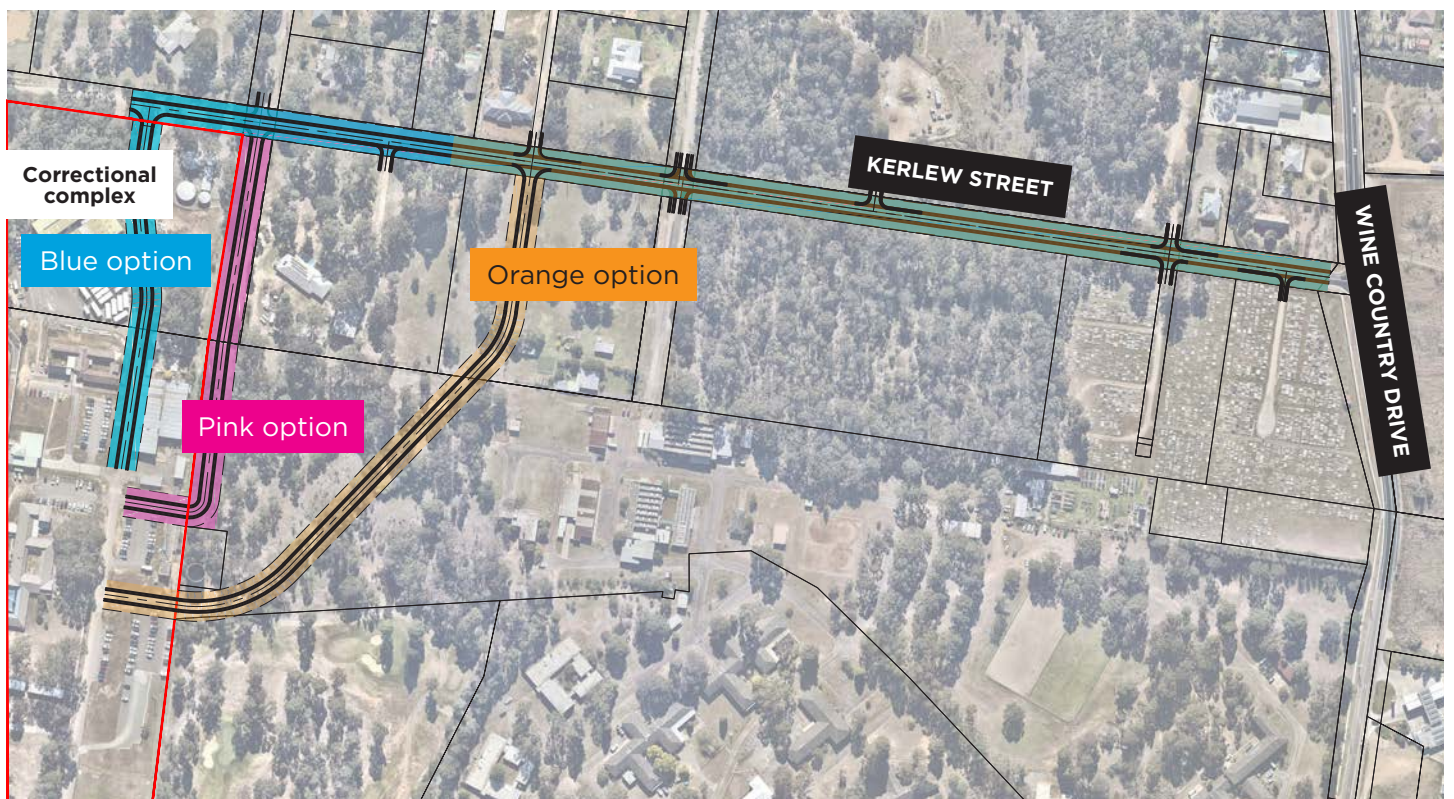 Correctional
complex
Blue option
Pink option
Orange option
KERLEW STREET
WINE COUNTRY DRIVE